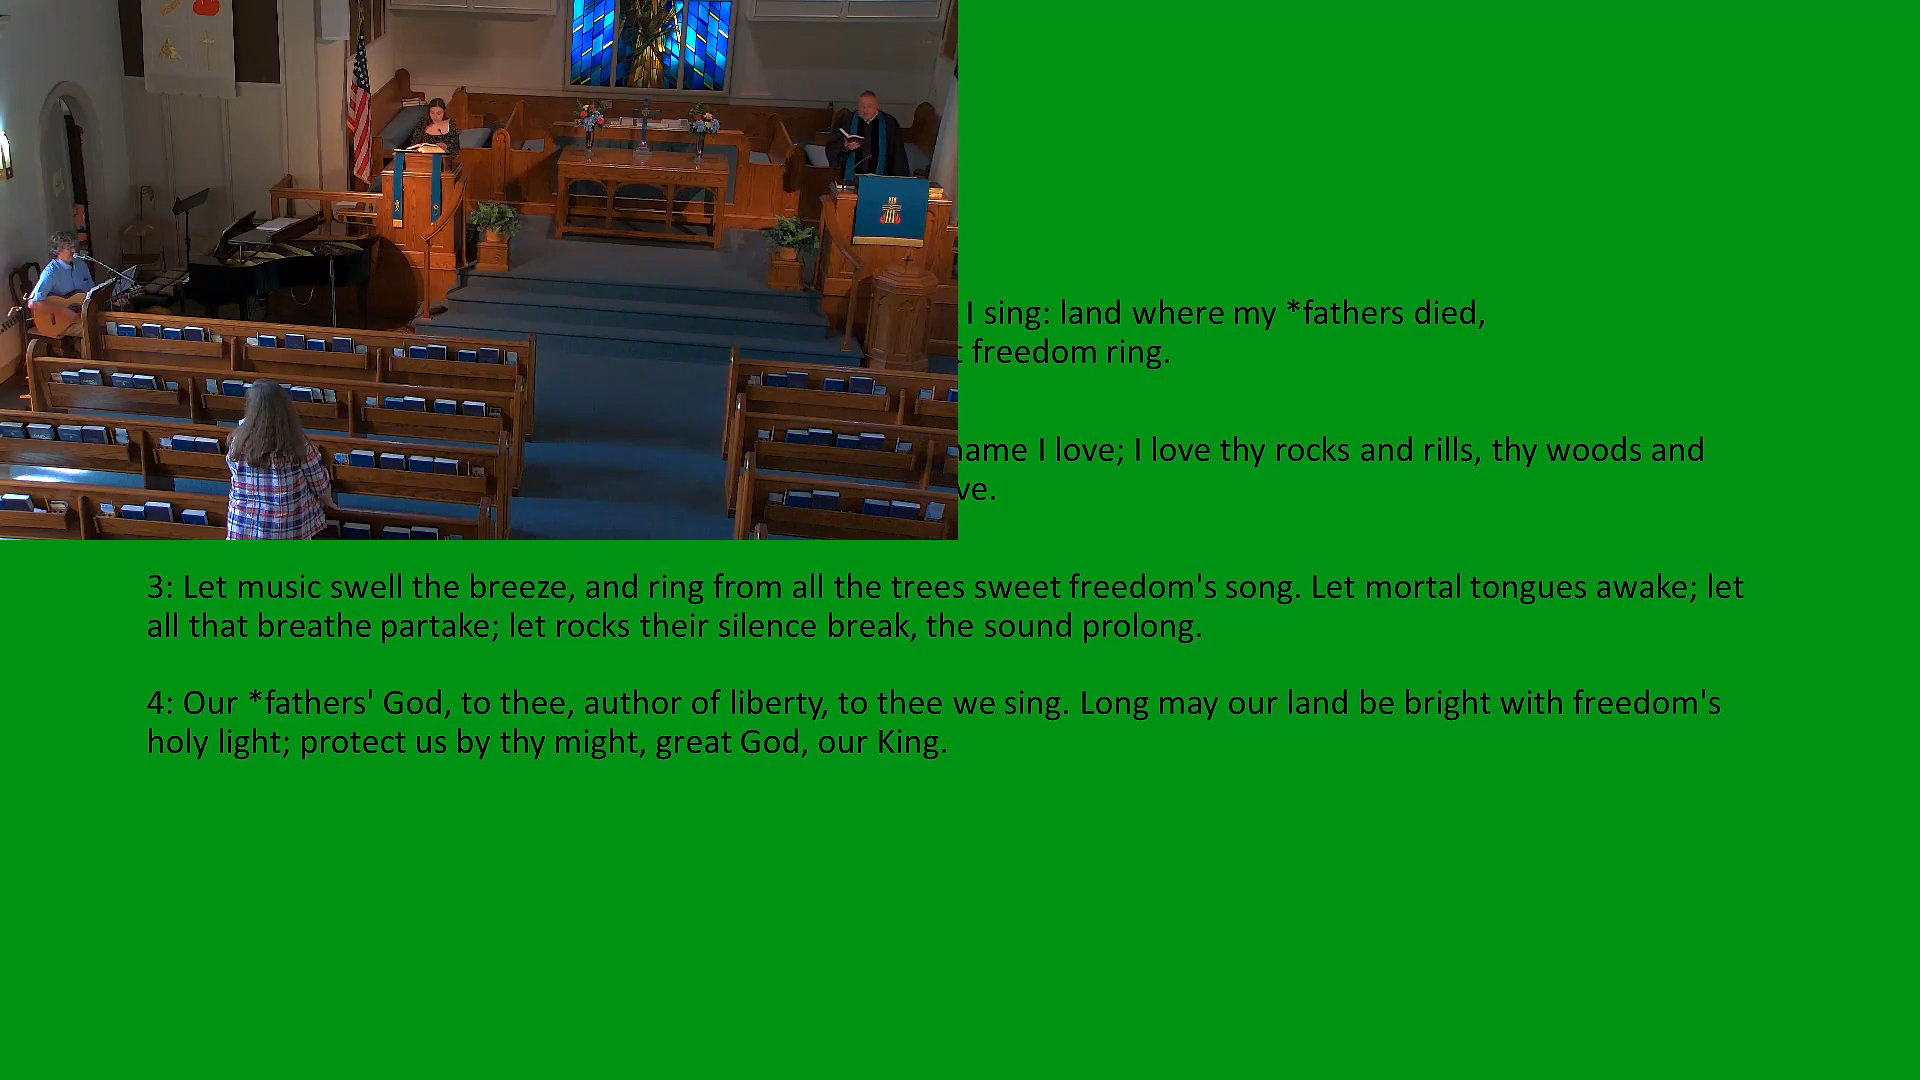 I sing: land where my *fathers died,
freedom ring.
I love; I love thy rocks and rills, thy woods and
3: Let music swell the breeze, and ring from all the trees sweet freedom's song. Let mortal tongues awake; let
all that breathe partake; let rocks their silence break, the sound prolong.
4: Our *fathers' God, to thee, author of liberty, to thee we sing. Long may our land be bright with freedom's
holy light; protect us by thy might, great God, our King.